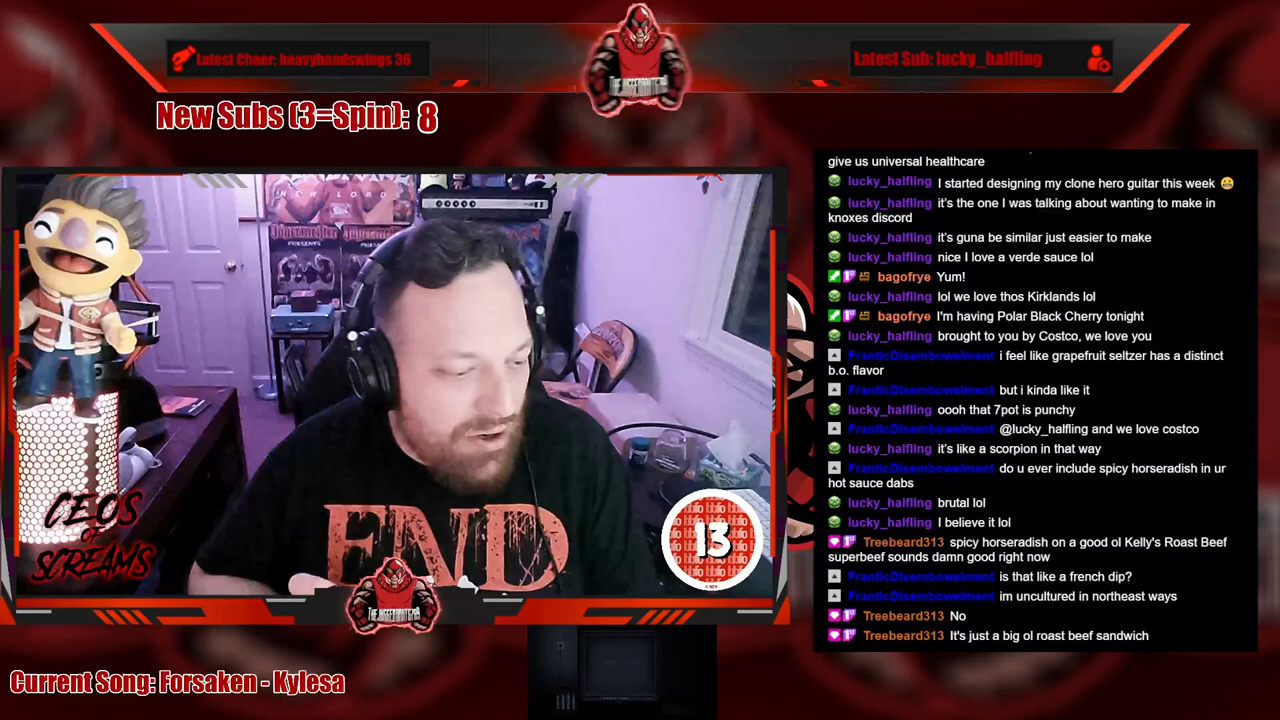 Latest Cheer: heavyhandswings 36
Latest Sub: lucky_halfling
New Subs (3=Spin): 8
give us universal healthcare
lucky_halfling I started designing my clone hero guitar this week
lucky_halfling it's the one I was talking about wanting to make in
knoxes discord
lucky_halfling it's guna be similar just easier to make
lucky_halfling nice I love a verde sauce lol
bagofrye Yum!
lucky_halfling lol we love thos Kirklands lol
bagofrye I'm having Polar Black Cherry tonight
lucky_halfling brought to you by Costco, we love you
FranticDisembowelment i feel like grapefruit seltzer has a distinct
b.o. flavor
FranticDisembowelment but i kinda like it
lucky_halfling oooh that 7pot is punchy
FranticDisembowelment @lucky_halfling and we love costco
lucky_halfling it's like a scorpion in that way
FranticDisembowelment do u ever include spicy horseradish in ur
hot sauce dabs
lucky_halfling brutal lol
lucky_halfling I believe it lol
Treebeard313 spicy horseradish on a good ol Kelly's Roast Beef
superbeef sounds damn good right now
FranticDisembowelment is that like a french dip?
FranticDisembowelment im uncultured in northeast ways
Treebeard313 No
Treebeard313 It's just a big ol roast beef sandwich
NEW LORD
Jägermeister
PRESENTS
CEOS
OF
SCREAMS
END
13
Current Song: Forsaken - Kylesa